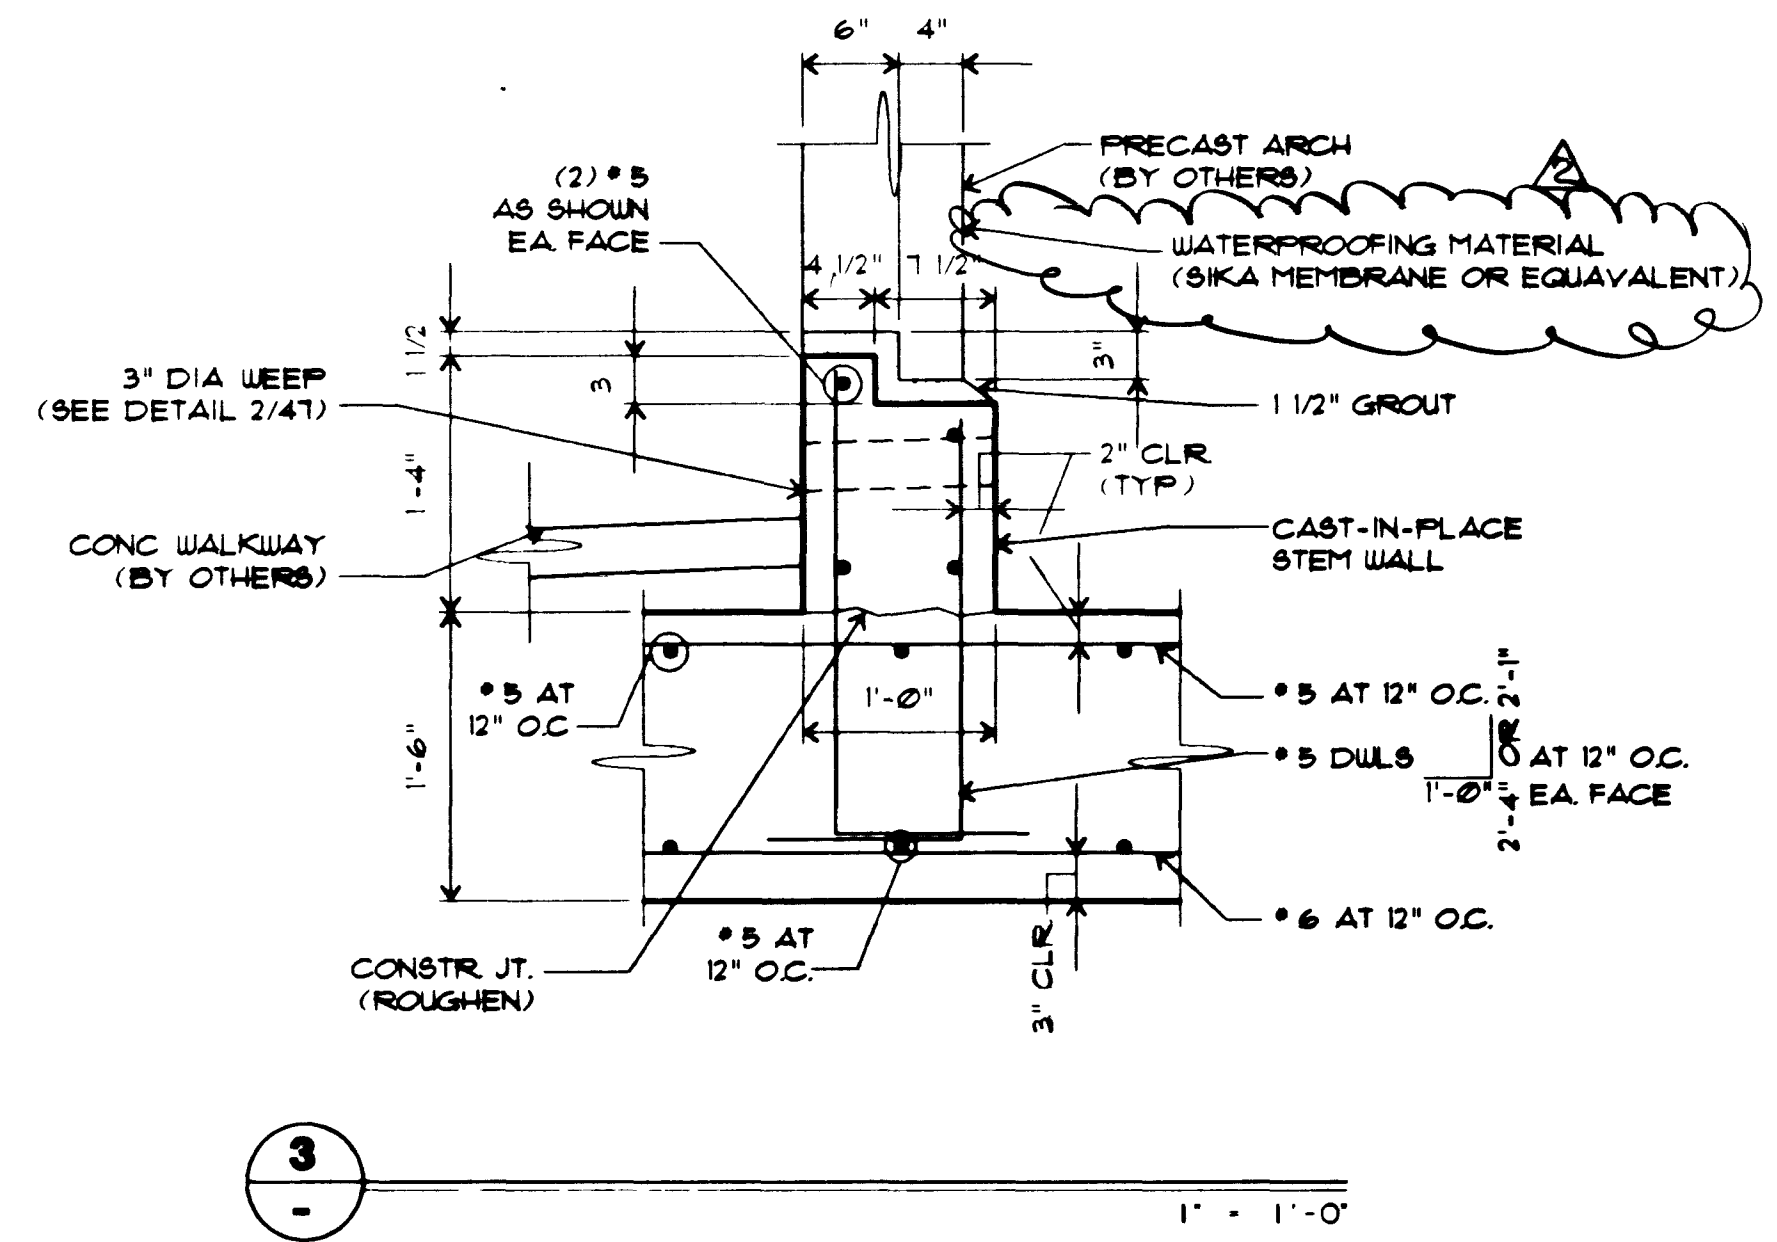 6" 4"
PRECAST ARCH
(BY OTHERS)
2
(2) #5
AS SHOWN
EA. FACE
WATERPROOFING MATERIAL
(SIKA MEMBRANE OR EQUAVALENT)
4 1/2" 7 1/2"
1 1/2
3
3"
3" DIA WEEP
(SEE DETAIL 2/47)
1 1/2" GROUT
2" CLR.
(TYP)
1'-4"
CONC WALKWAY
(BY OTHERS)
CAST-IN-PLACE
STEM WALL
#5 AT
12" O.C.
1'-0"
#5 AT 12" O.C.
2'-4" OR 2'-1"
1'-6"
#5 DWLS
AT 12" O.C.
1'-0"
EA. FACE
#6 AT 12" O.C.
#5 AT
12" O.C.
3" CLR
CONSTR JT.
(ROUGHEN)
3
-
1" = 1'-0"